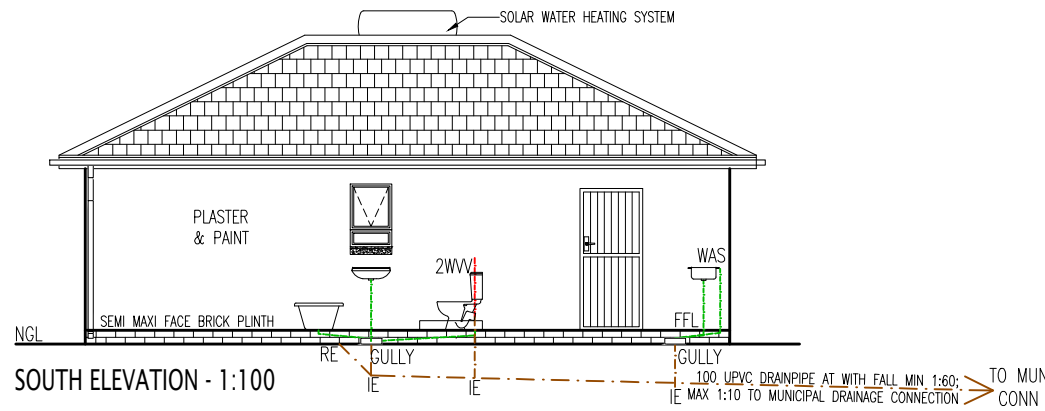 SOLAR WATER HEATING SYSTEM
PLASTER
& PAINT
2WVV
WAS
SEMI MAXI FACE BRICK PLINTH
FFL
NGL
RE
GULLY
GULLY
IE
IE
IE
100 UPVC DRAINPIPE AT WITH FALL MIN 1:60;
MAX 1:10 TO MUNICIPAL DRAINAGE CONNECTION
TO MUN
CONN
SOUTH ELEVATION - 1:100